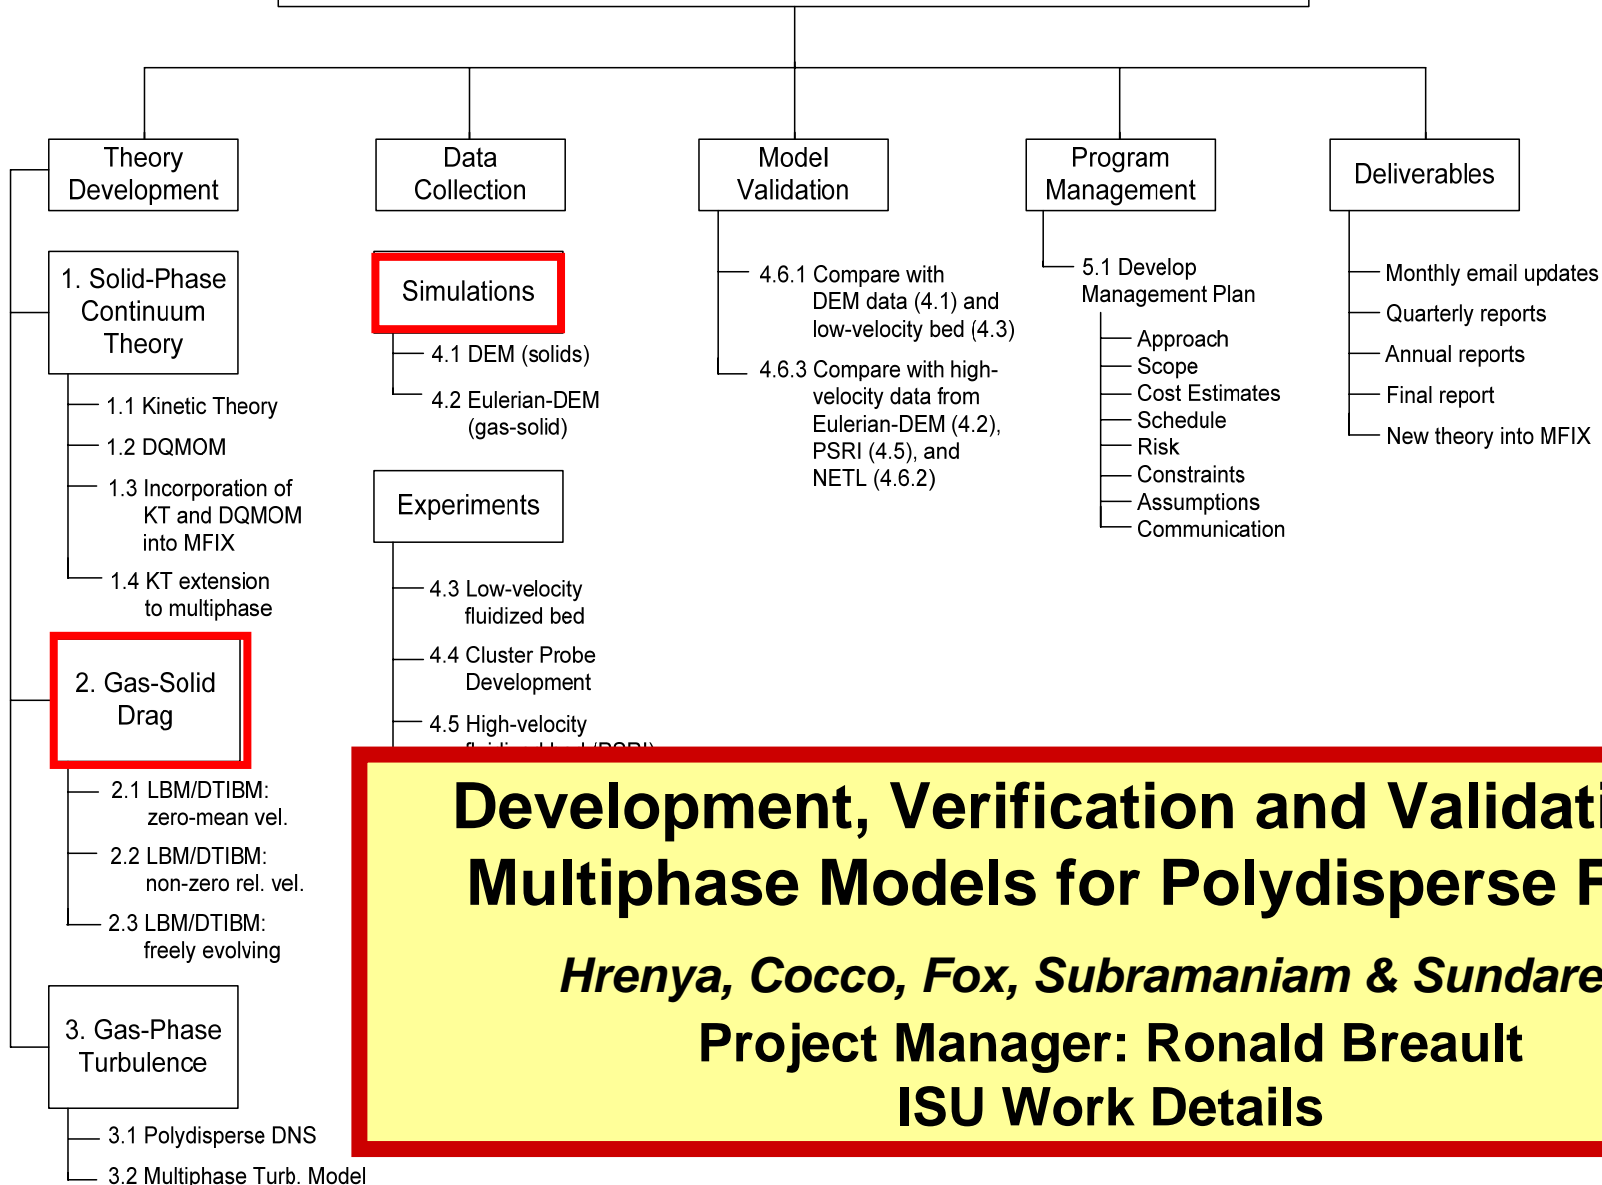 Theory
Development
Data
Collection
Model
Validation
Program
Management
Deliverables
1. Solid-Phase
Continuum
Theory
1.1 Kinetic Theory
1.2 DQMOM
1.3 Incorporation of
KT and DQMOM
into MFIX
1.4 KT extension
to multiphase
2. Gas-Solid
Drag
2.1 LBM/DTIBM:
zero-mean vel.
2.2 LBM/DTIBM:
non-zero rel. vel.
2.3 LBM/DTIBM:
freely evolving
3. Gas-Phase
Turbulence
3.1 Polydisperse DNS
3.2 Multiphase Turb. Model
Simulations
4.1 DEM (solids)
4.2 Eulerian-DEM
(gas-solid)
Experiments
4.3 Low-velocity
fluidized bed
4.4 Cluster Probe
Development
4.5 High-velocity
fluidized bed (PSRI)
4.6.1 Compare with
DEM data (4.1) and
low-velocity bed (4.3)
4.6.3 Compare with high-
velocity data from
Eulerian-DEM (4.2),
PSRI (4.5), and
NETL (4.6.2)
5.1 Develop
Management Plan
Approach
Scope
Cost Estimates
Schedule
Risk
Constraints
Assumptions
Communication
Monthly email updates
Quarterly reports
Annual reports
Final report
New theory into MFIX
Development, Verification and Validati
Multiphase Models for Polydisperse F
Hrenya, Cocco, Fox, Subramaniam & Sundare
Project Manager: Ronald Breault
ISU Work Details